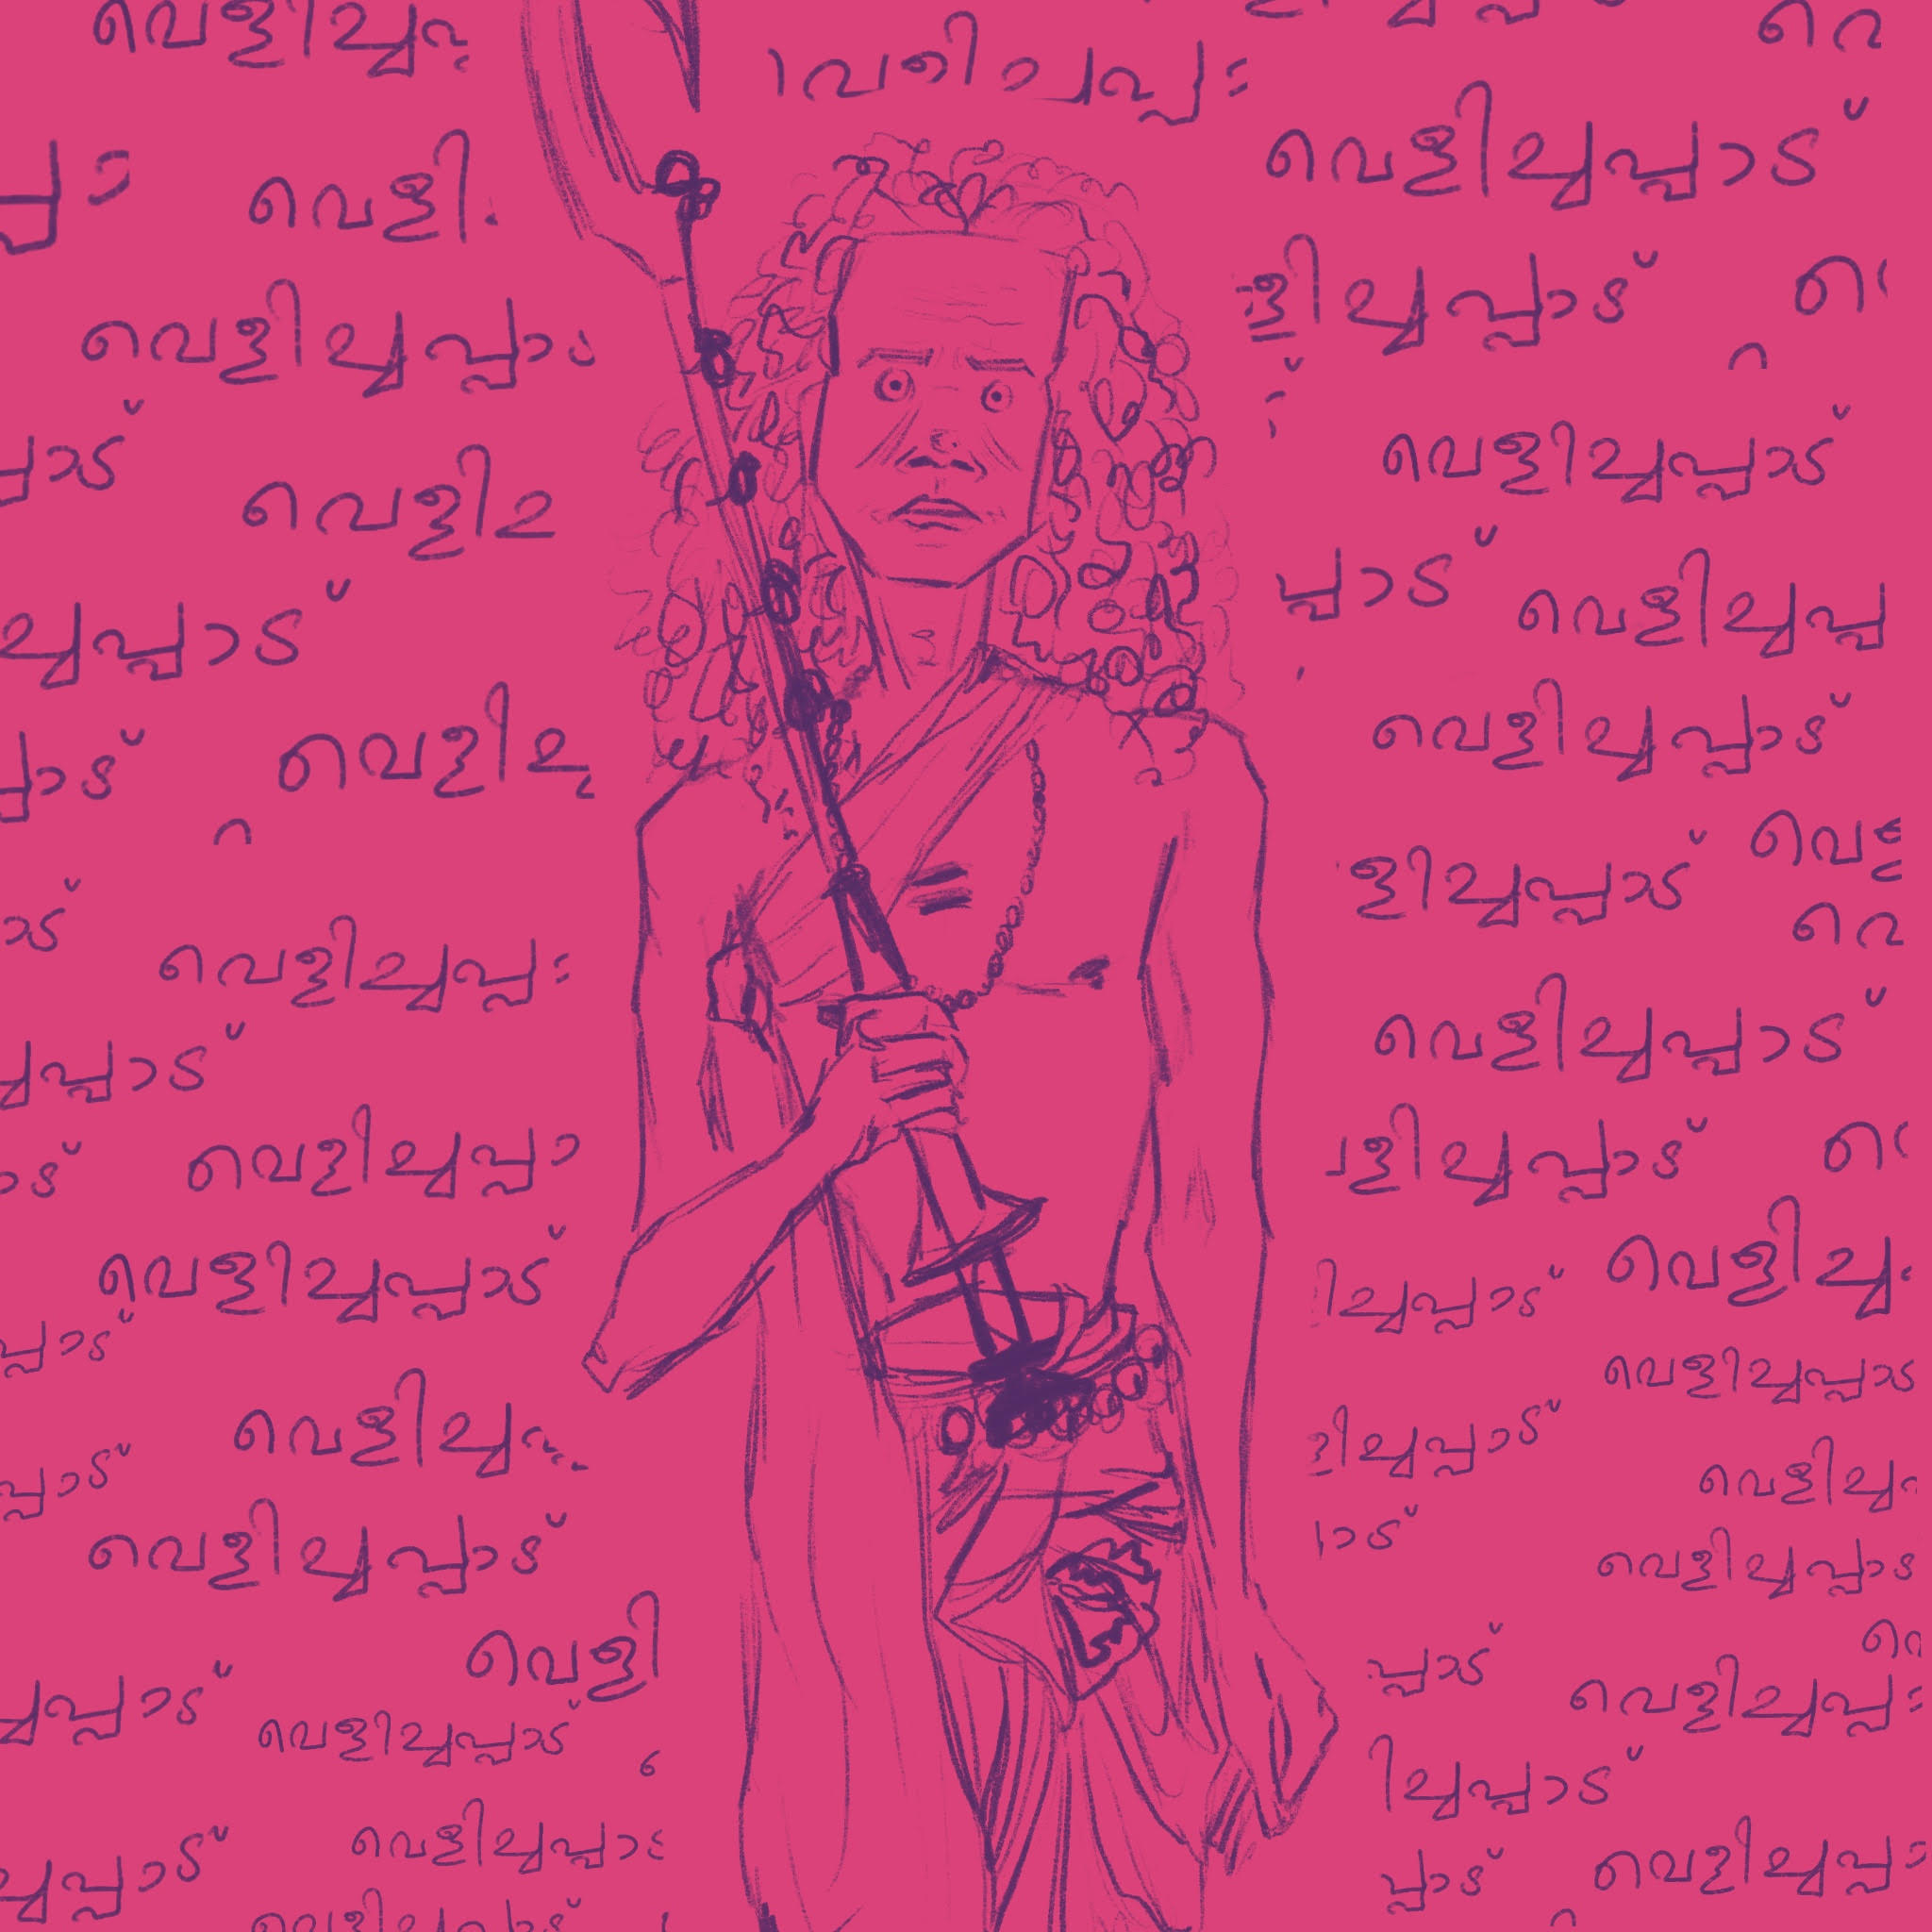 വെളിച്ച
വെളിച്ചപ്പാട്
വെളി
ളിച്ചപ്പാട്
വെളിച്ചപ്പാ
വെളിച്ചപ്പാട്
പ്പാട്
വെളിച
പ്പാട് വെളിച്ചപ്പ
ച്ചപ്പാട്
വെളിച്ചപ്പാട്
പ്പാട് വെളിച
ളിച്ചപ്പാട് വെ
ാട്
വെളിച്ചപ്പ
വെളിച്ചപ്പാട്
ച്ചപ്പാട്
ളിച്ചപ്പാട്
ാട് വെളിച്ചപ്പാ
വെളിച്ചപ്പാട്
ിച്ചപ്പാട് വെളിച്ച
പ്പാട്
വെളിച്ചപ്പാട
വെളിച്ച
ളിച്ചപ്പാട്
പ്പാട്
വെളിച്ച
വെളിച്ചപ്പാട്
ാട്
വെളിച്ചപ്പാട
വെളി
പ്പാട്
ച്ചപ്പാട്
വെളിച്ചപ്പ
വെളിച്ചപ്പാട്
ിച്ചപ്പാട്
വെളിച്ചപ്പാ
ച്ചപ്പാട്
പ്പാട് വെളിച്ചപ്പ